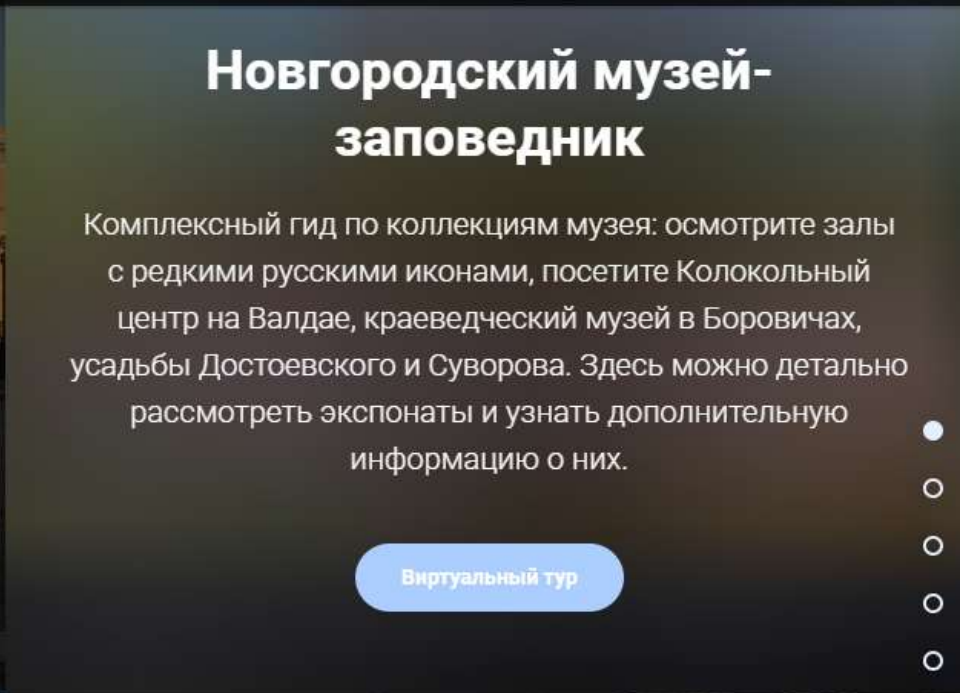 Новгородский музей-
заповедник
Комплексный гид по коллекциям музея: осмотрите залы
с редкими русскими иконами, посетите Колокольный
центр на Валдае, краеведческий музей в Боровичах,
усадьбы Достоевского и Суворова. Здесь можно детально
рассмотреть экспонаты и узнать дополнительную
информацию о них.
Виртуальный тур